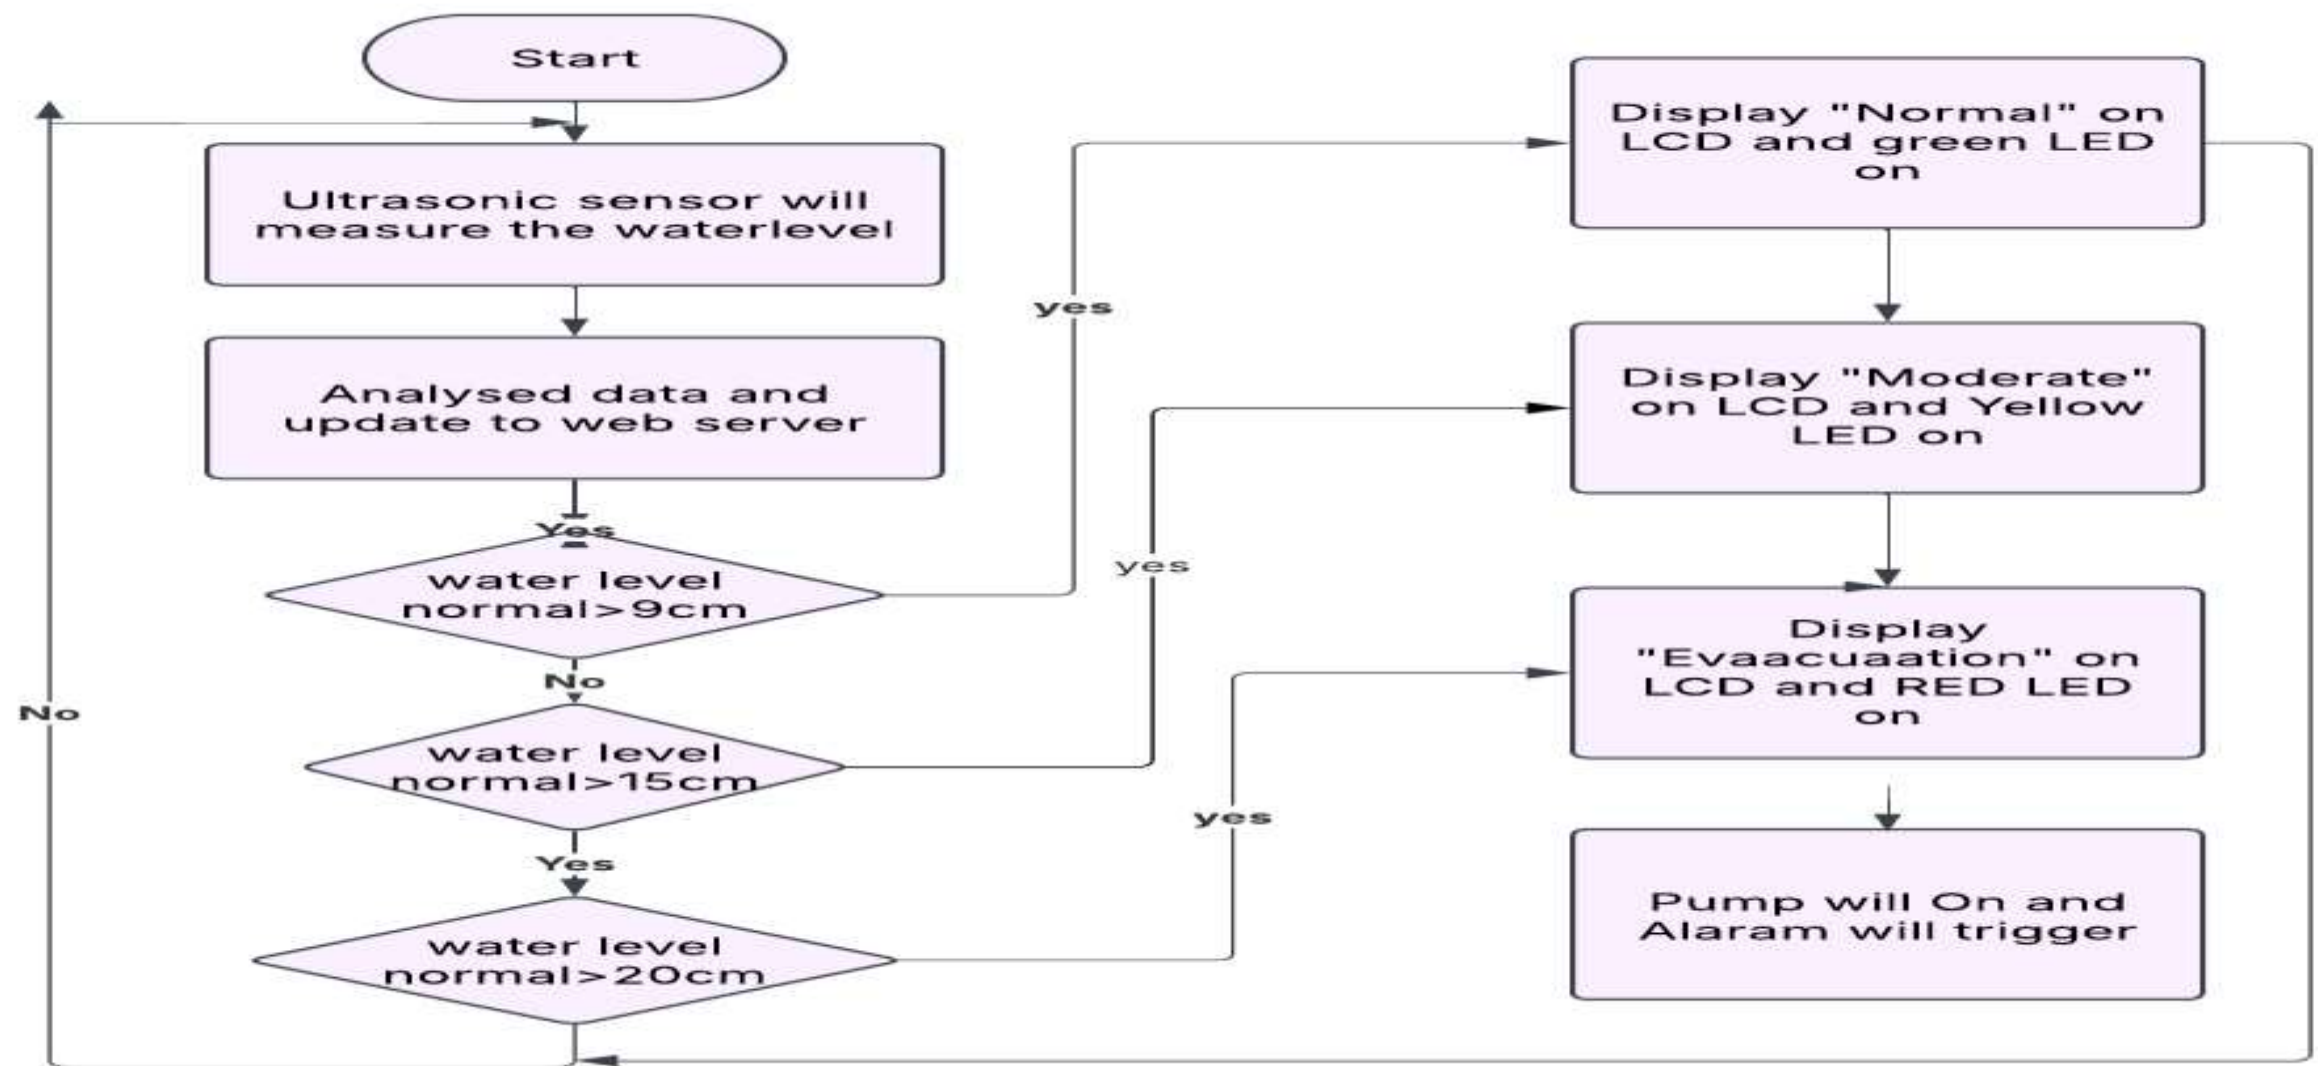 Start
Ultrasonic sensor will
measure the waterlevel
Analysed data and
update to web server
Yes
water level
normal>9cm
No
water level
normal>15cm
Yes
water level
normal>20cm
No
yes
yes
yes
Display "Normal" on
LCD and green LED
on
Display "Moderate"
on LCD and Yellow
LED on
Display
"Evaacuaation" on
LCD and RED LED
on
Pump will On and
Alaram will trigger